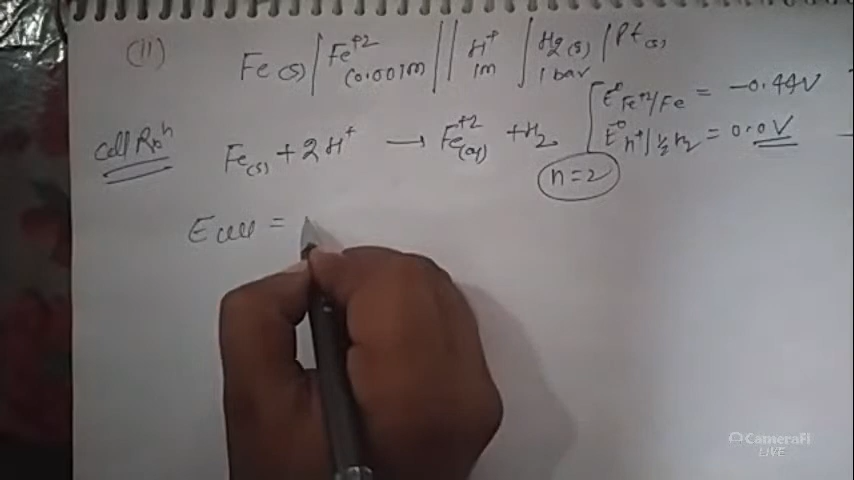 (11) Fe(s) | Fe+2 (0.001m) || H+ 1m | H2(g) 1 bar | Pt(s)
E° Fe+2/Fe = -0.44V
E° H+/½H2 = 0.0V
Cell Rxn Fe(s) + 2H+ → Fe+2(aq) + H2
n=2
Ecell =
CameraFi
LIVE